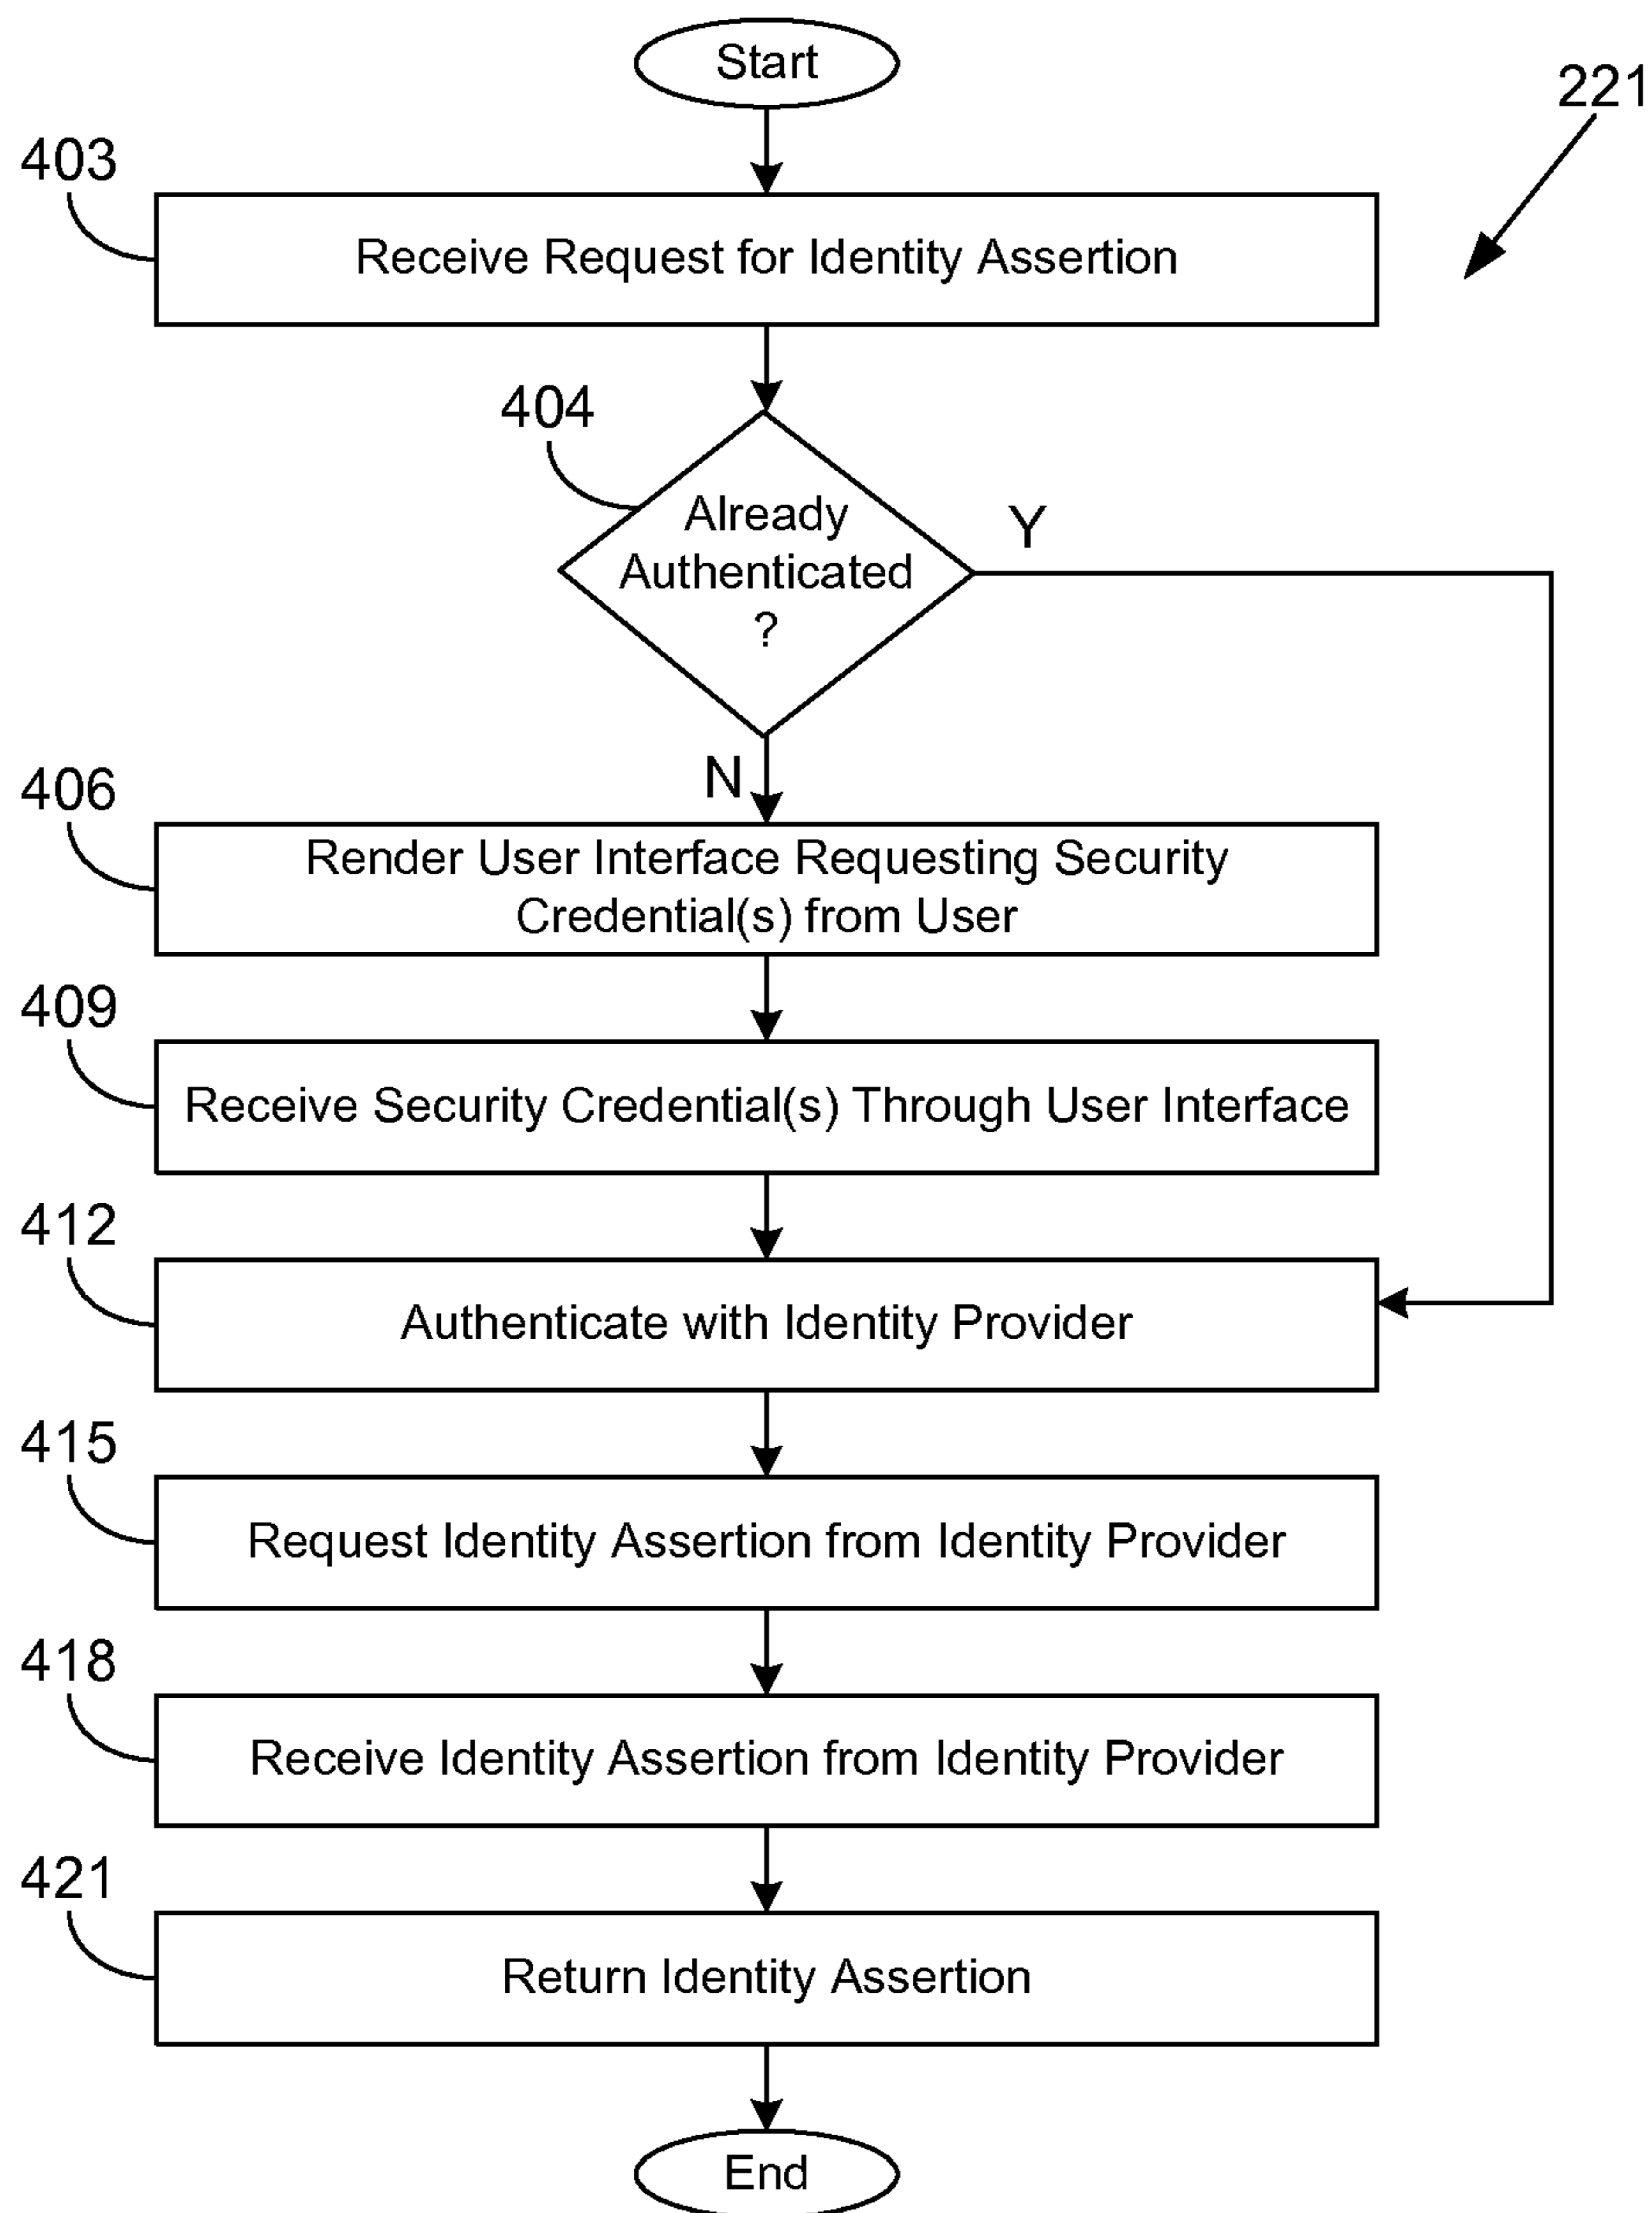 Start
221
403
Receive Request for Identity Assertion
404
Already
Authenticated
?
Y
N
406
Render User Interface Requesting Security
Credential(s) from User
409
Receive Security Credential(s) Through User Interface
412
Authenticate with Identity Provider
415
Request Identity Assertion from Identity Provider
418
Receive Identity Assertion from Identity Provider
421
Return Identity Assertion
End